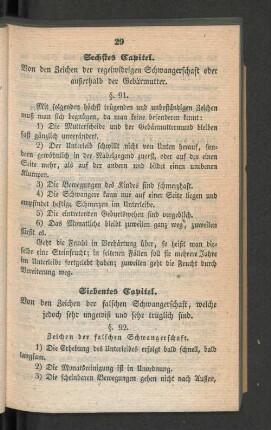 29
Sechstes Capitel.
Von den Zeichen der regelwidrigen Schwangerschaft oder
außerhalb der Gebärmutter.
§. 91.
Mit folgenden höchst trügenden und unbeständigen Zeichen
muß man sich begnügen, da man keine besonderen kennt:
1) Die Mutterscheide und der Gebärmuttermund bleiben
fast gänzlich unverändert.
2) Der Unterleib schwillt nicht von Unten herauf, son-
dern gewöhnlich in der Nabelgegend zuerst, oder auf der einen
Seite mehr, als auf der andern und bildet einen unebenen
Klumpen.
3) Die Bewegungen des Kindes sind schmerzhaft.
4) Die Schwangere kann nur auf einer Seite liegen und
empfindet heftige Schmerzen im Unterleibe.
5) Die eintretenden Geburtswehen sind vergeblich.
6) Das Monatliche bleibt zuweilen ganz weg, zuweilen
fließt es.
Geht die Frucht in Verhärtung über, so heißt man die-
selbe eine Steinfrucht; in seltenen Fällen soll sie mehrere Jahre
im Unterleibe fortgelebt haben; zuweilen geht die Frucht durch
Vereiterung weg.
Siebentes Capitel.
Von den Zeichen der falschen Schwangerschaft, welche
jedoch sehr ungewiß und sehr trüglich sind.
§. 92.
Zeichen der falschen Schwangerschaft.
1) Die Erhebung des Unterleibes erfolgt bald schnell, bald
langsam.
2) Die Monatsreinigung ist in Unordnung.
3) Die scheinbaren Bewegungen gehen nicht nach Außen,